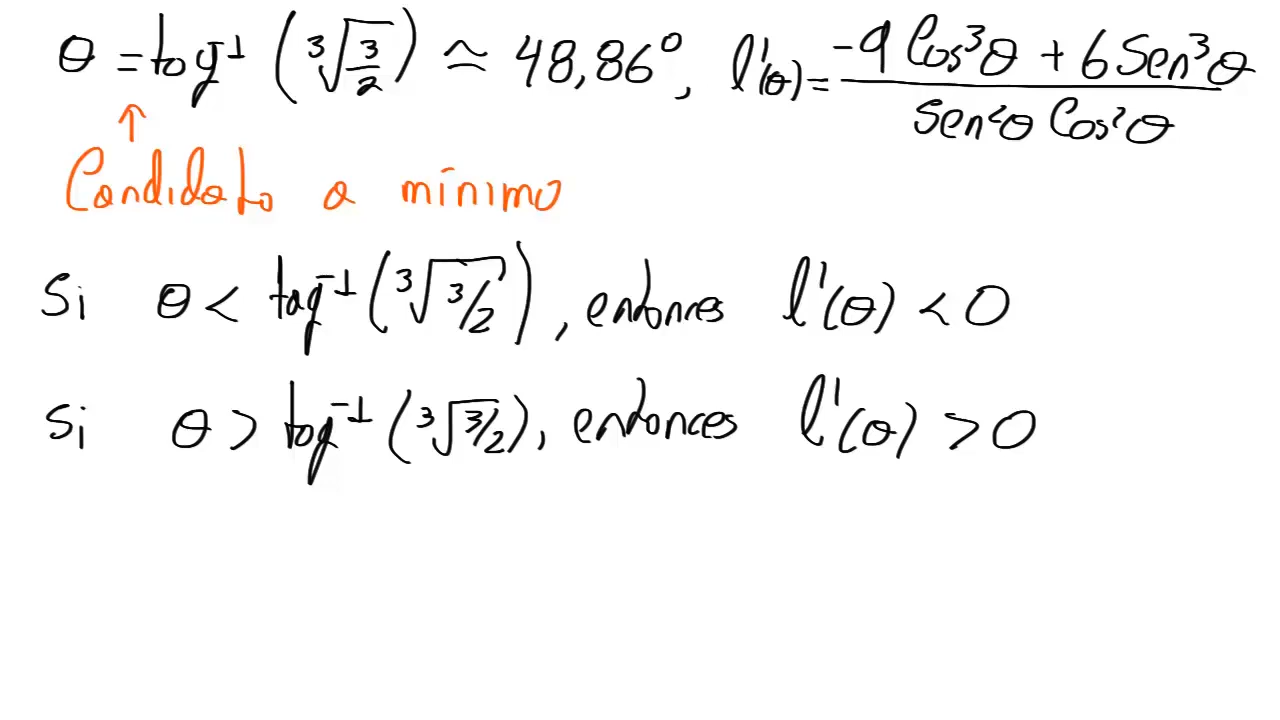 θ = tag⁻¹ (∛(3/2)) ≈ 48,86°, l'(θ) = (-9 Cos³θ + 6 Sen³θ) / (Sen²θ Cos²θ)
↑
Candidato a mínimo
Si θ < tag⁻¹ (∛(3/2)), entonces l'(θ) < 0
Si θ > tag⁻¹ (∛(3/2)), entonces l'(θ) > 0